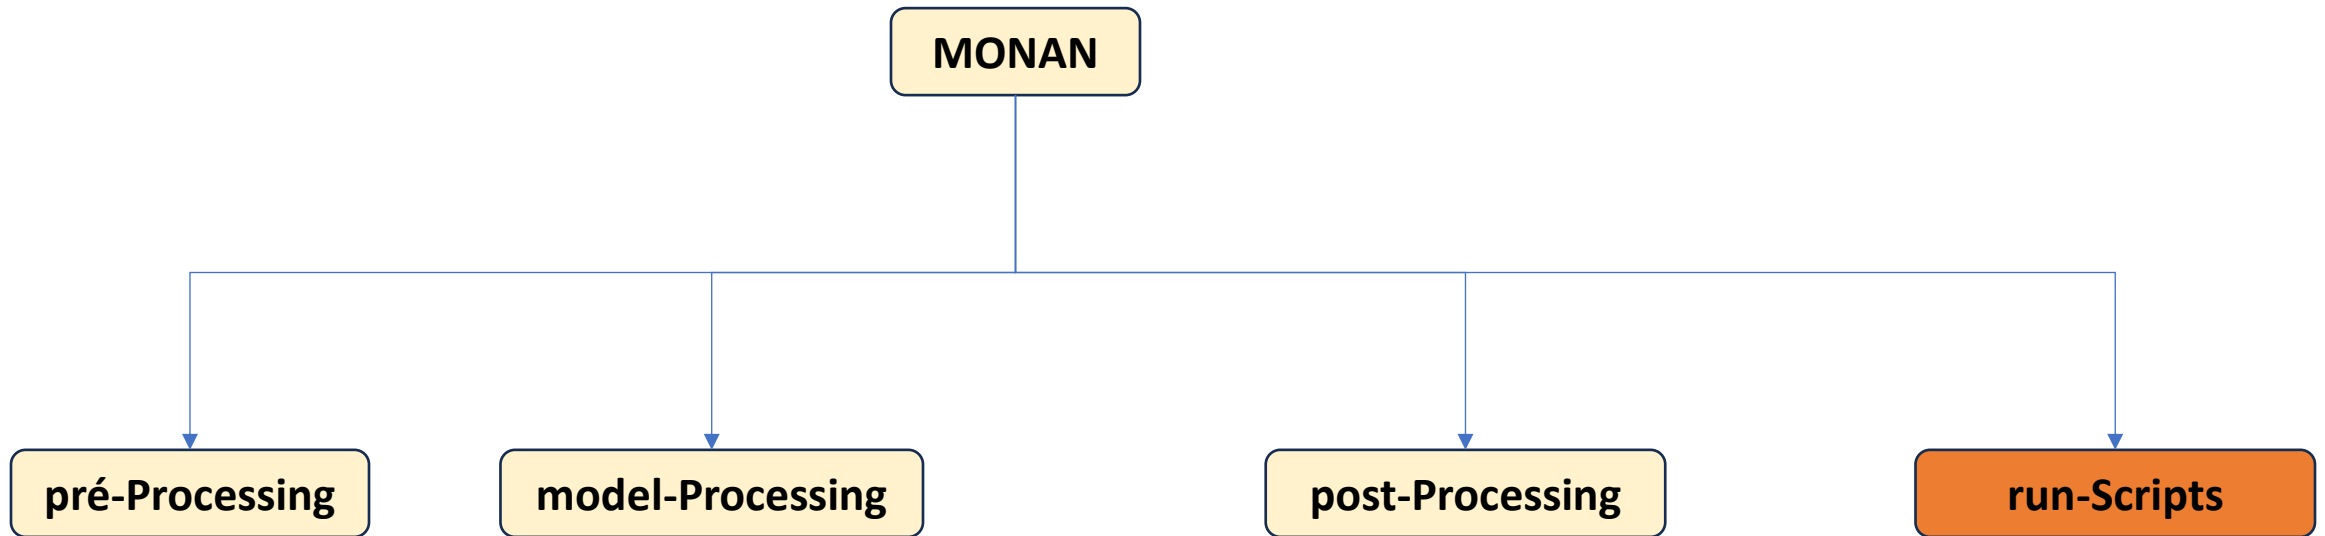 MONAN
pré-Processing
model-Processing
post-Processing
run-Scripts